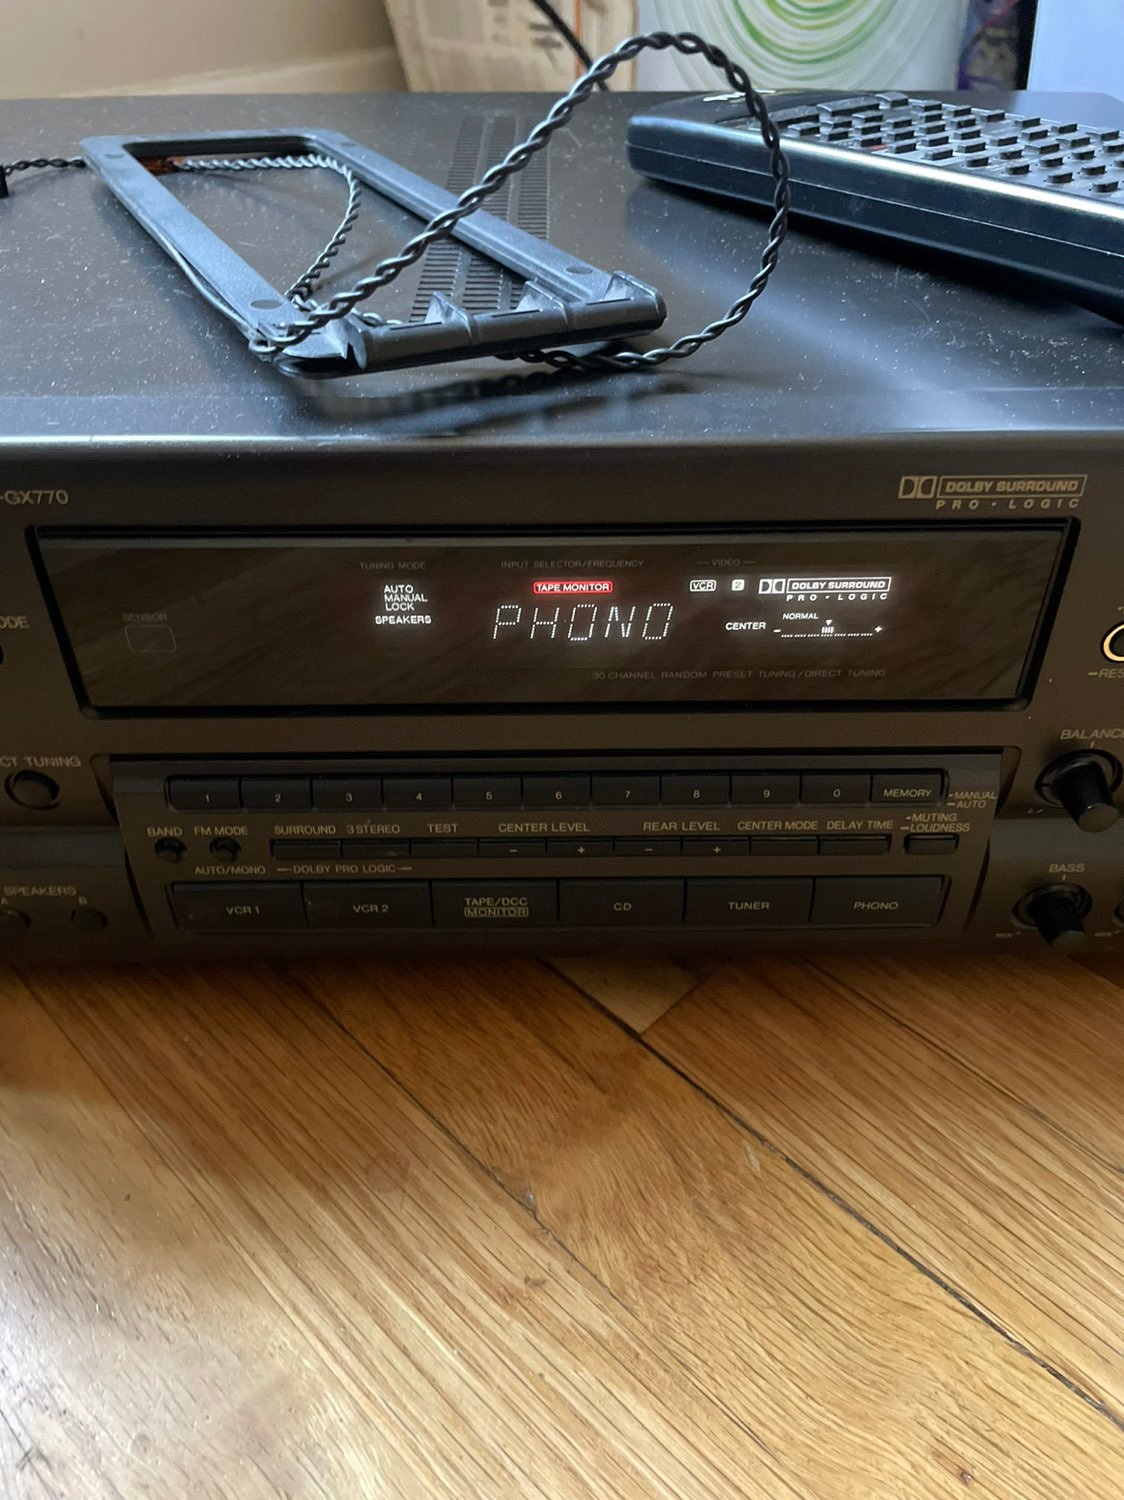 -GX770
DOLBY SURROUND
PRO·LOGIC
TUNING MODE
INPUT SELECTOR/FREQUENCY
VIDEO
AUTO
MANUAL
LOCK
SPEAKERS
TAPE MONITOR
PHONO
VCR 2
DOLBY SURROUND
PRO·LOGIC
NORMAL
CENTER - +
SENSOR
30 CHANNEL RANDOM PRESET TUNING/DIRECT TUNING
ODE
-RES
BALANCE
CT TUNING
1 2 3 4 5 6 7 8 9 0 MEMORY
-MANUAL
-AUTO
BAND FM MODE SURROUND 3 STEREO TEST CENTER LEVEL REAR LEVEL CENTER MODE DELAY TIME
-MUTING
-LOUDNESS
- + - +
AUTO/MONO
DOLBY PRO LOGIC
BASS
SPEAKERS
A B
VCR 1 VCR 2 TAPE/DCC
MONITOR
CD TUNER PHONO